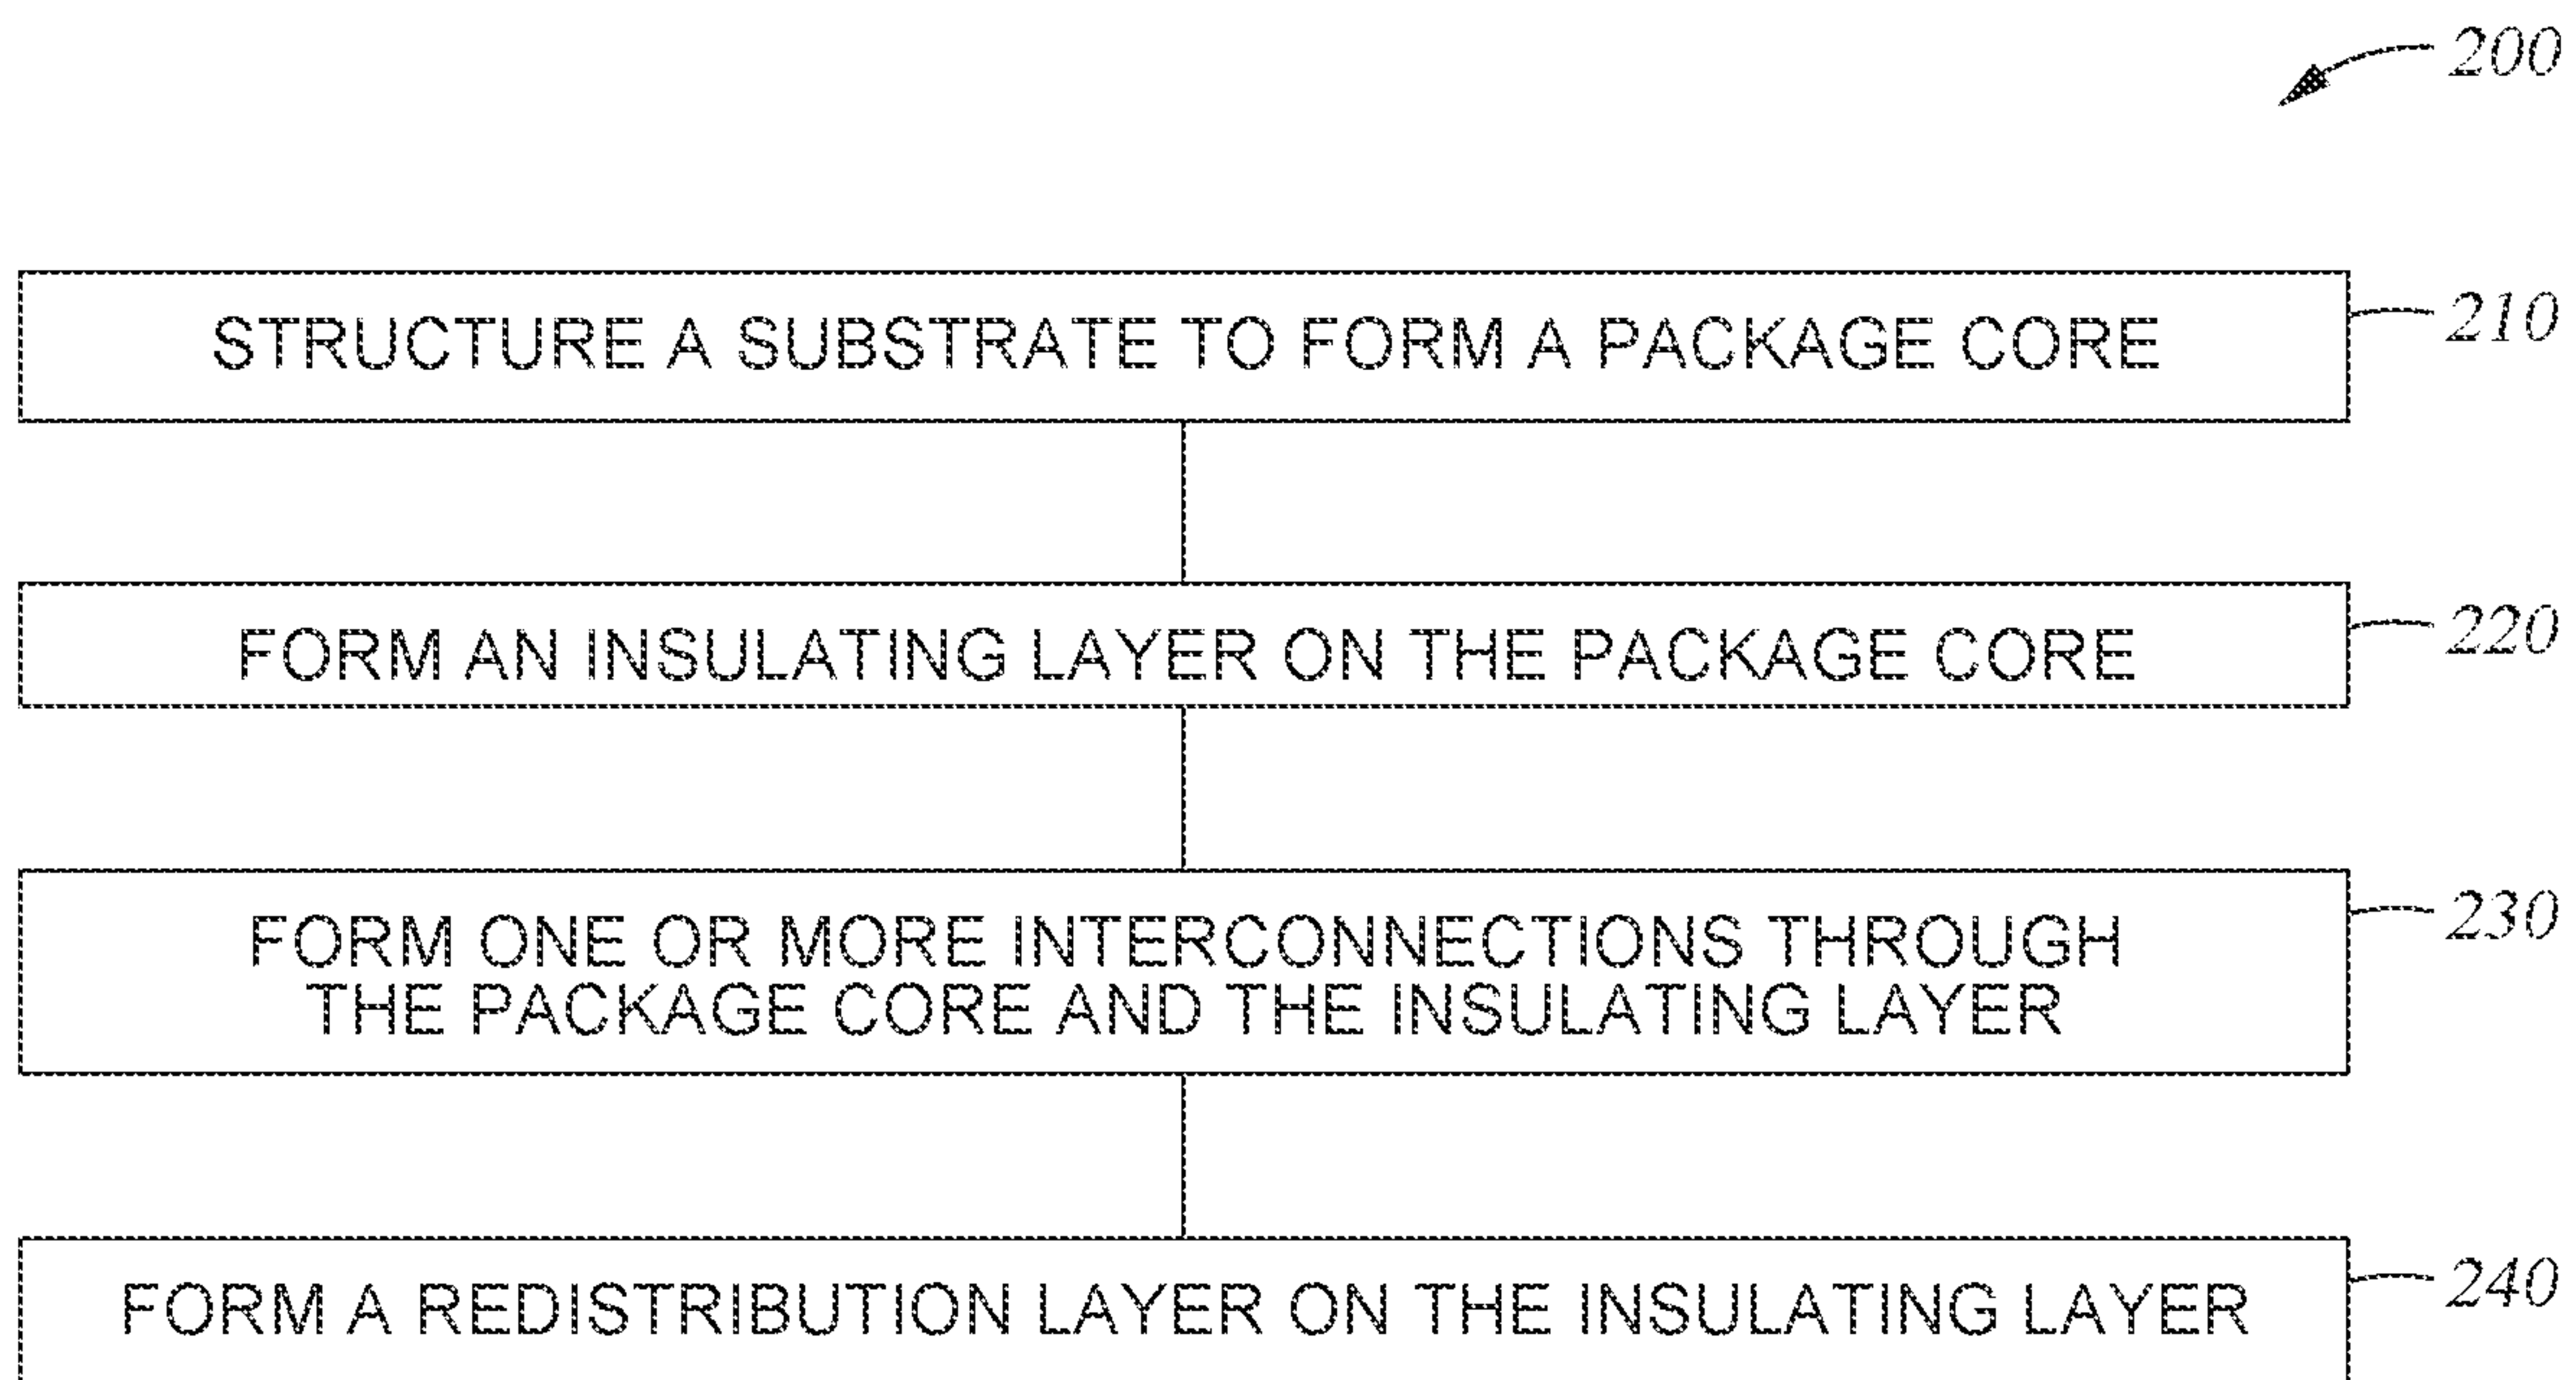 200
STRUCTURE A SUBSTRATE TO FORM A PACKAGE CORE
210
FORM AN INSULATING LAYER ON THE PACKAGE CORE
220
FORM ONE OR MORE INTERCONNECTIONS THROUGH
THE PACKAGE CORE AND THE INSULATING LAYER
230
FORM A REDISTRIBUTION LAYER ON THE INSULATING LAYER
240